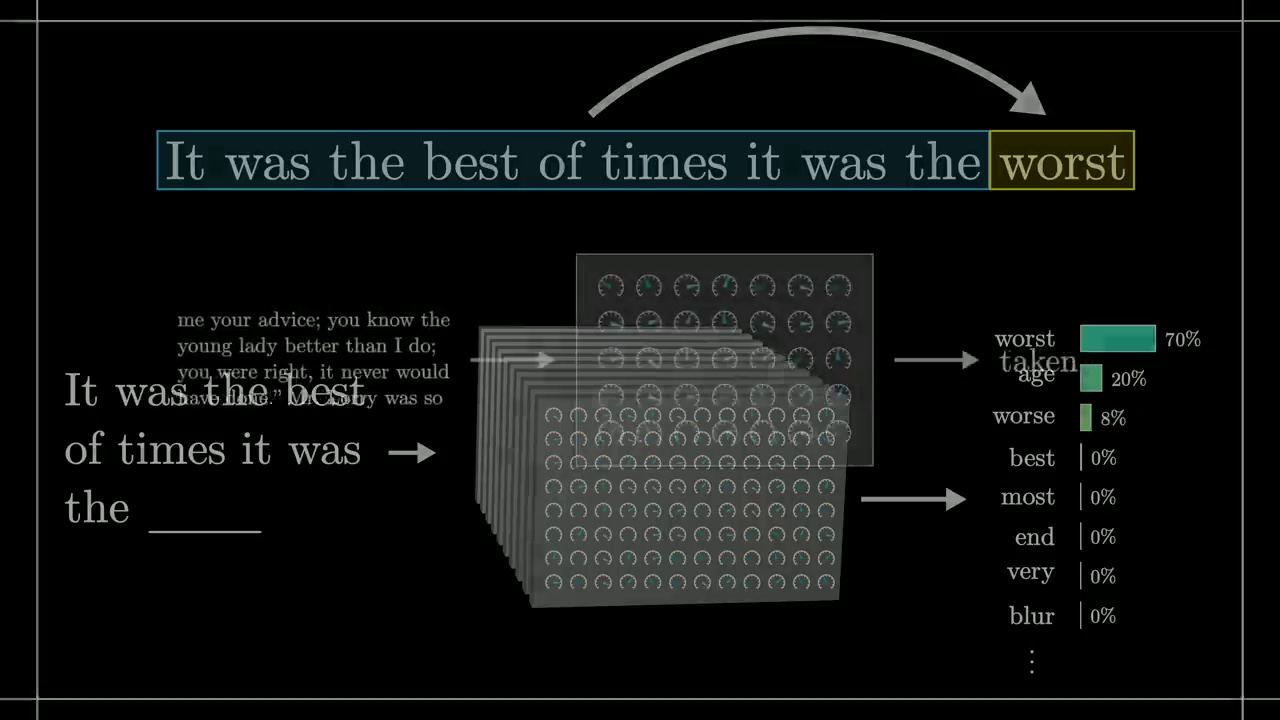 It was the best of times it was the worst
me your advice; you know the
young lady better than I do;
you were right, it never would
have done.” Mr. Lorry was so
It was the best
of times it was
the ____
taken
worst 70%
age 20%
worse 8%
best 0%
most 0%
end 0%
very 0%
blur 0%
⋮